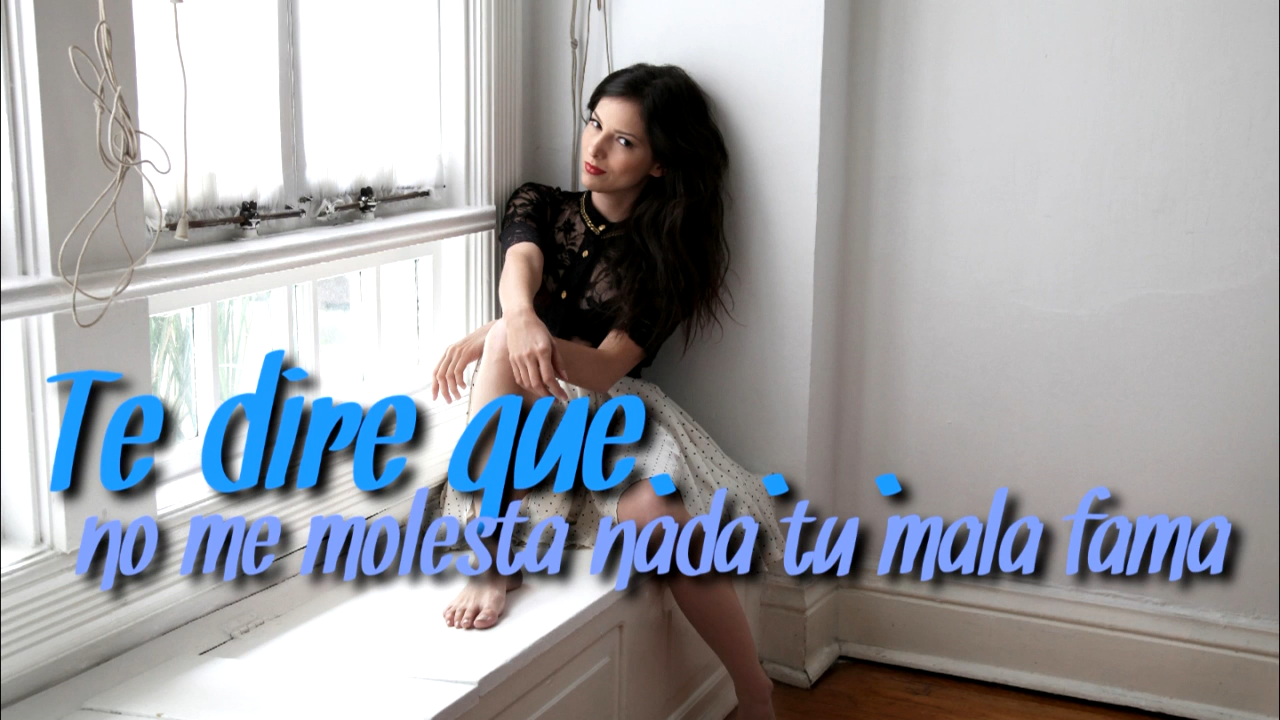 Te dire que. . .
no me molesta nada tu mala fama